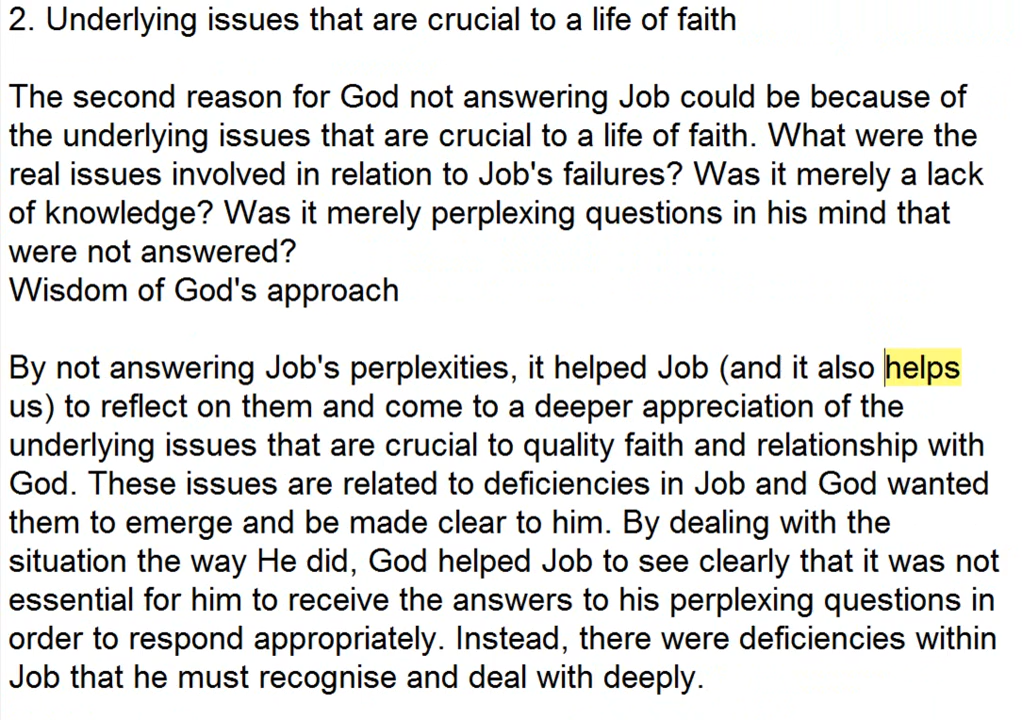 2. Underlying issues that are crucial to a life of faith
The second reason for God not answering Job could be because of
the underlying issues that are crucial to a life of faith. What were the
real issues involved in relation to Job's failures? Was it merely a lack
of knowledge? Was it merely perplexing questions in his mind that
were not answered?
Wisdom of God's approach
By not answering Job's perplexities, it helped Job (and it also helps
us) to reflect on them and come to a deeper appreciation of the
underlying issues that are crucial to quality faith and relationship with
God. These issues are related to deficiencies in Job and God wanted
them to emerge and be made clear to him. By dealing with the
situation the way He did, God helped Job to see clearly that it was not
essential for him to receive the answers to his perplexing questions in
order to respond appropriately. Instead, there were deficiencies within
Job that he must recognise and deal with deeply.